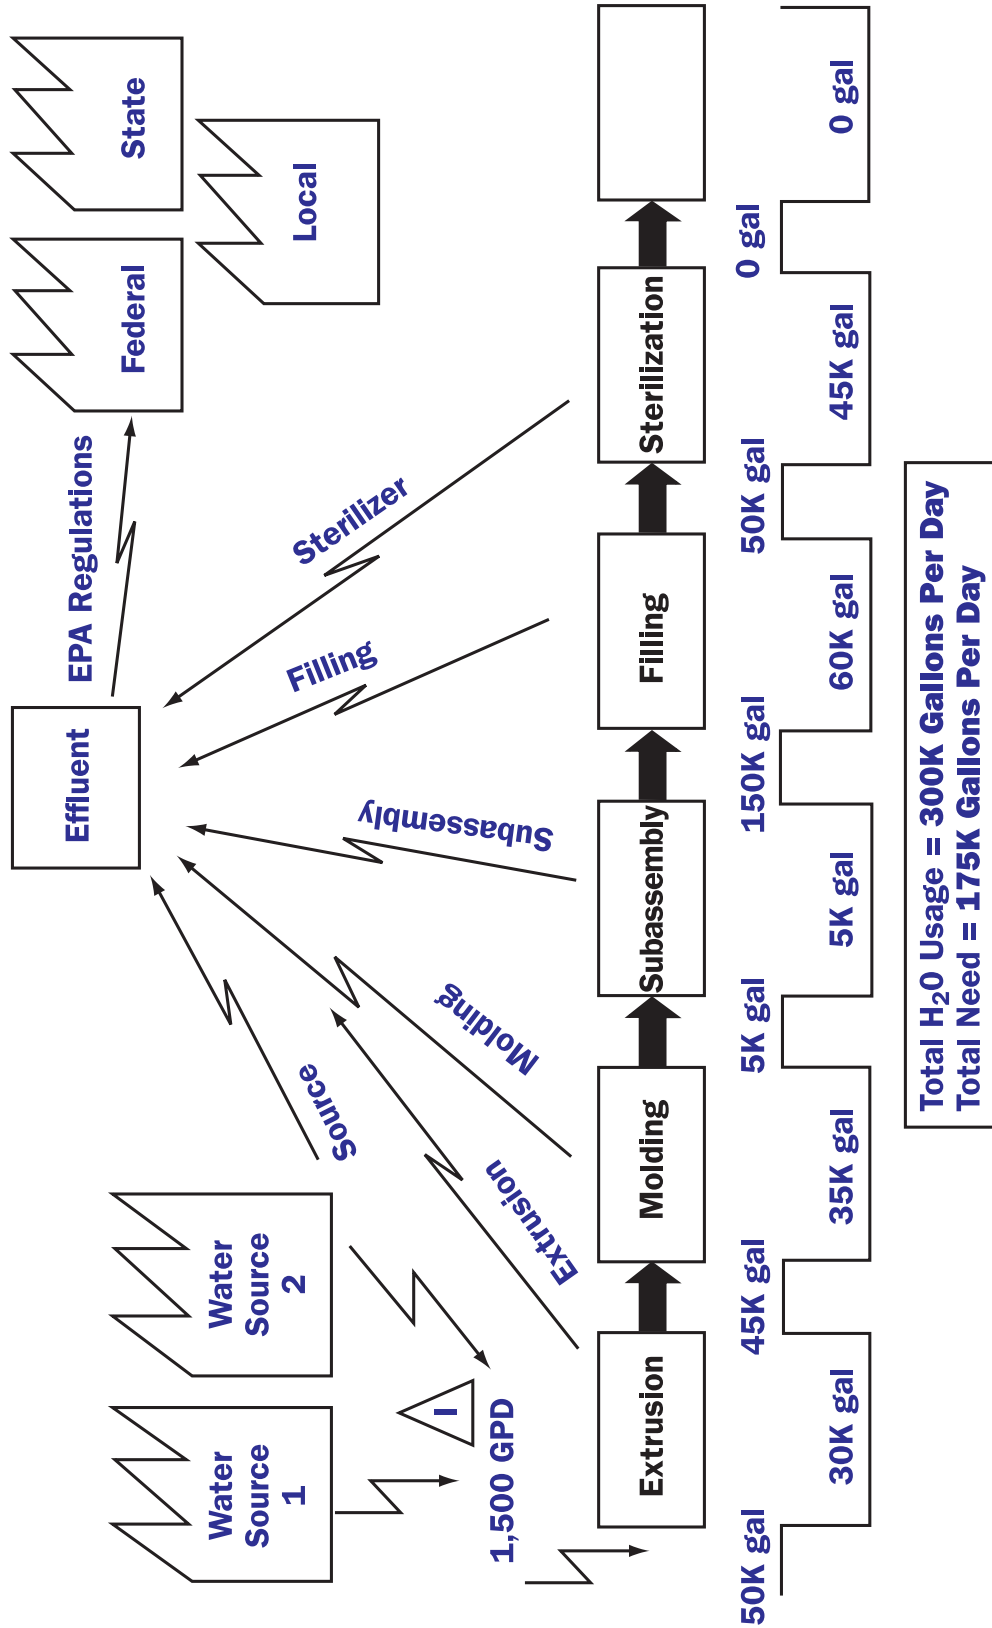 Water
Source
1
Water
Source
2
Effluent
EPA Regulations
Federal
State
Local
I
1,500 GPD
Source
Extrusion
Molding
Subassembly
Filling
Sterilizer
Extrusion
Molding
Subassembly
Filling
Sterilization
50K gal
45K gal
5K gal
150K gal
50K gal
0 gal
30K gal
35K gal
5K gal
60K gal
45K gal
0 gal
Total H₂O Usage = 300K Gallons Per Day
Total Need = 175K Gallons Per Day